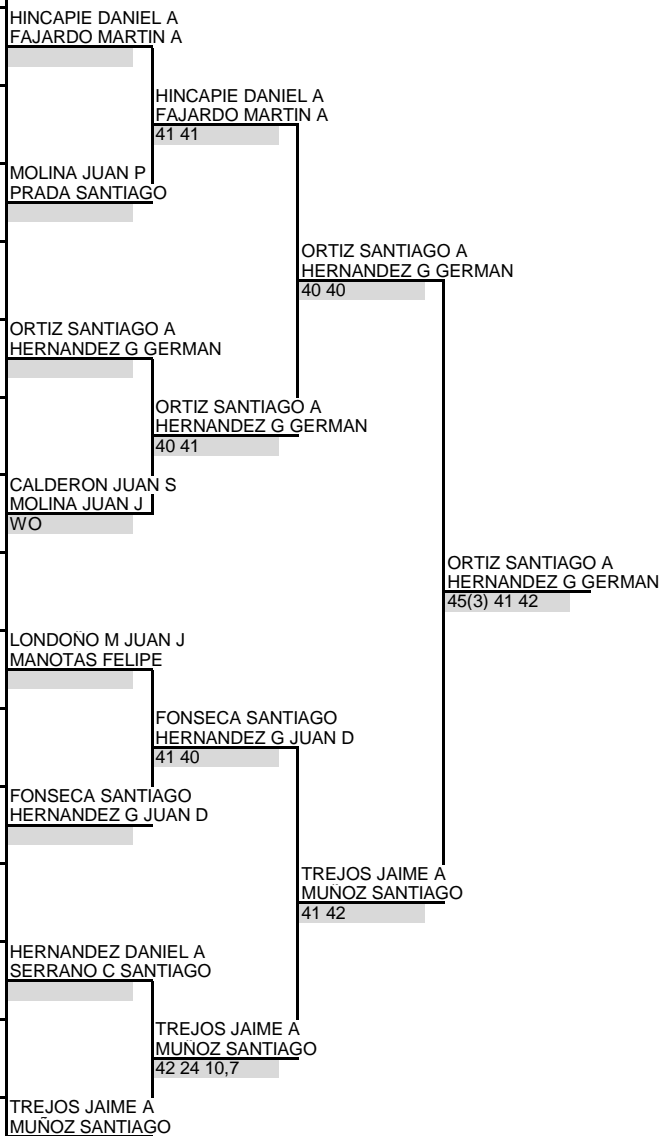 HINCAPIE DANIEL A
FAJARDO MARTIN A
HINCAPIE DANIEL A
FAJARDO MARTIN A
41 41
MOLINA JUAN P
PRADA SANTIAGO
ORTIZ SANTIAGO A
HERNANDEZ G GERMAN
40 40
ORTIZ SANTIAGO A
HERNANDEZ G GERMAN
ORTIZ SANTIAGO A
HERNANDEZ G GERMAN
40 41
CALDERON JUAN S
MOLINA JUAN J
WO
ORTIZ SANTIAGO A
HERNANDEZ G GERMAN
45(3) 41 42
LONDOÑO M JUAN J
MANOTAS FELIPE
FONSECA SANTIAGO
HERNANDEZ G JUAN D
41 40
FONSECA SANTIAGO
HERNANDEZ G JUAN D
TREJOS JAIME A
MUÑOZ SANTIAGO
41 42
HERNANDEZ DANIEL A
SERRANO C SANTIAGO
TREJOS JAIME A
MUÑOZ SANTIAGO
42 24 10,7
TREJOS JAIME A
MUÑOZ SANTIAGO